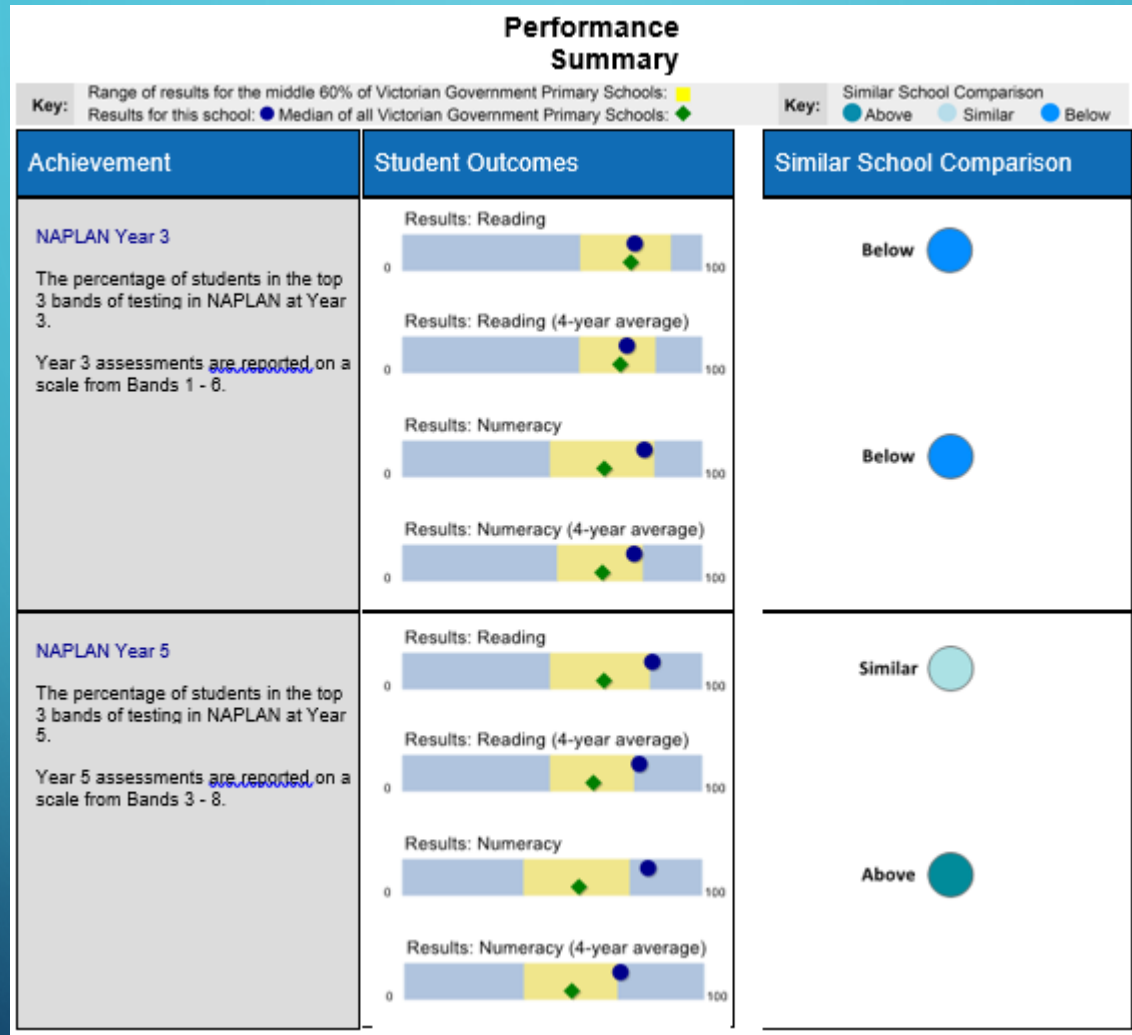 Performance
Summary
Key:
Range of results for the middle 60% of Victorian Government Primary Schools:
Results for this school: Median of all Victorian Government Primary Schools:
Key:
Similar School Comparison
Above Similar Below
Achievement
Student Outcomes
Similar School Comparison
NAPLAN Year 3
The percentage of students in the top
3 bands of testing in NAPLAN at Year
3.
Year 3 assessments are reported on a
scale from Bands 1 - 6.
Results: Reading
0 100
Results: Reading (4-year average)
0 100
Results: Numeracy
0 100
Results: Numeracy (4-year average)
0 100
Below
Below
NAPLAN Year 5
The percentage of students in the top
3 bands of testing in NAPLAN at Year
5.
Year 5 assessments are reported on a
scale from Bands 3 - 8.
Results: Reading
0 100
Results: Reading (4-year average)
0 100
Results: Numeracy
0 100
Results: Numeracy (4-year average)
0 100
Similar
Above